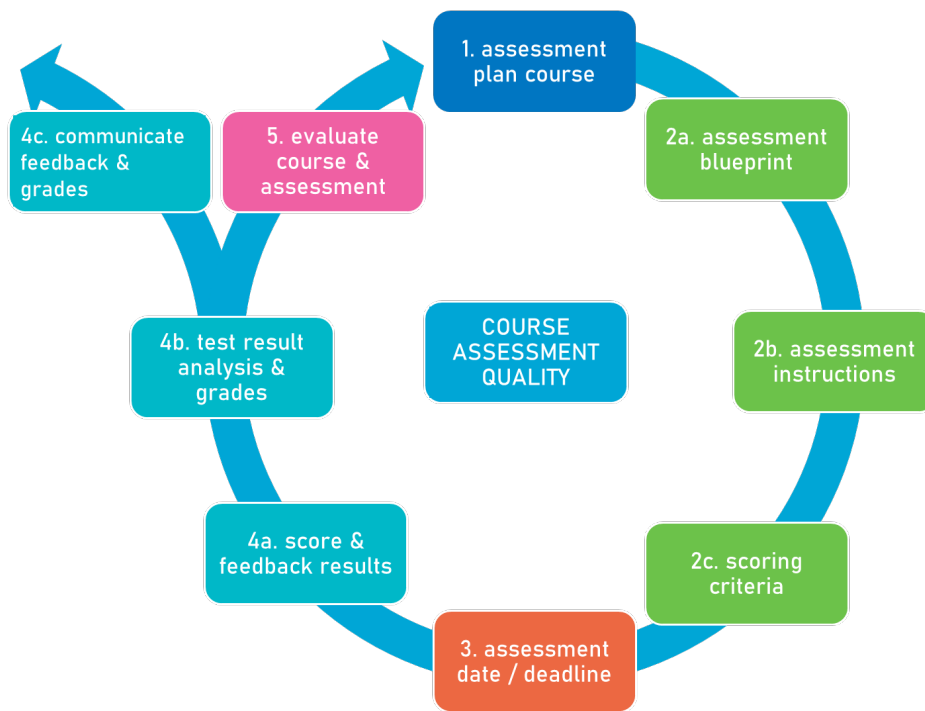 1. assessment
plan course
2a. assessment
blueprint
2b. assessment
instructions
2c. scoring
criteria
3. assessment
date / deadline
4a. score &
feedback results
4b. test result
analysis &
grades
4c. communicate
feedback &
grades
5. evaluate
course &
assessment
COURSE
ASSESSMENT
QUALITY